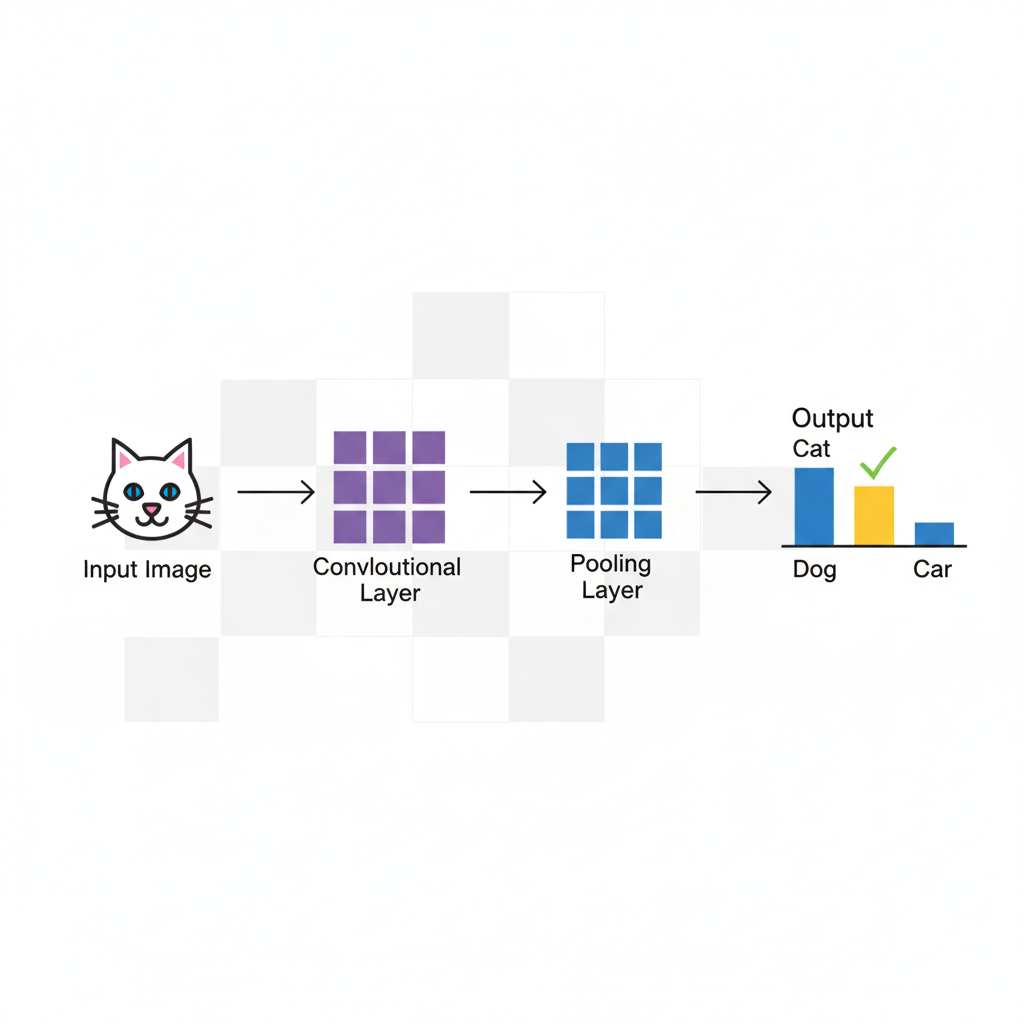 Input Image
Convloutional
Layer
Pooling
Layer
Output
Cat
Dog
Car